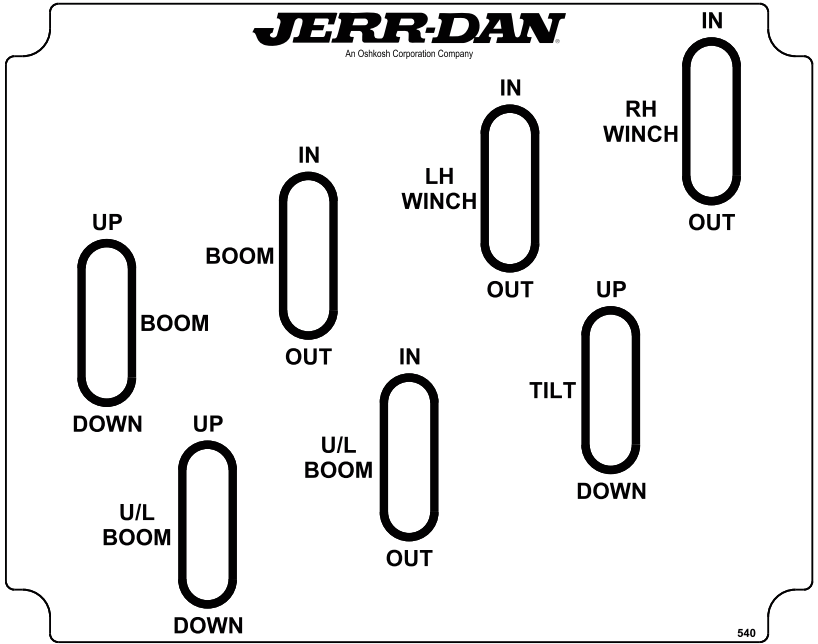 JERR-DAN
An Oshkosh Corporation Company
IN
RH
WINCH
OUT
IN
LH
WINCH
OUT
IN
BOOM
OUT
UP
BOOM
DOWN
UP
TILT
DOWN
IN
U/L
BOOM
OUT
UP
U/L
BOOM
DOWN
540